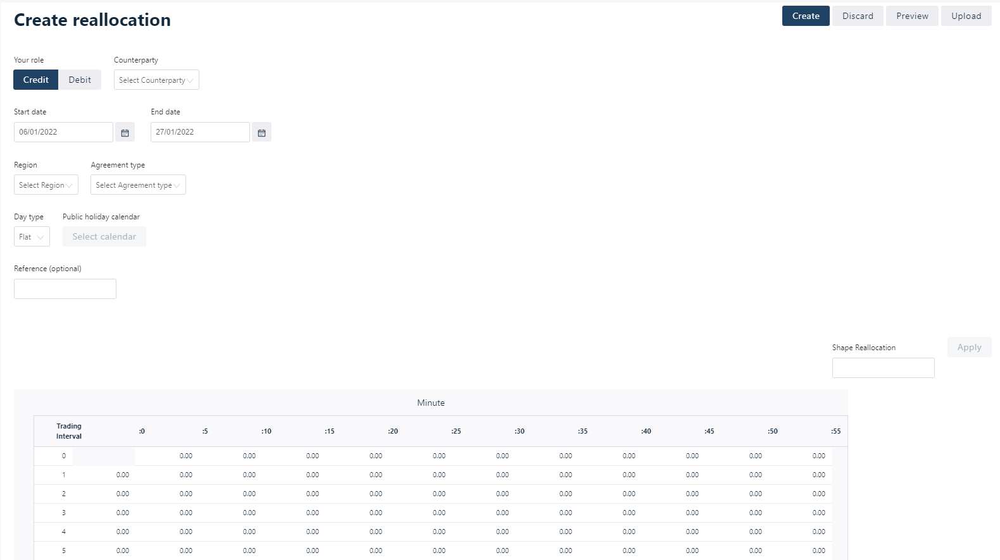 Create reallocation
Create Discard Preview Upload
Your role Counterparty
Credit Debit Select Counterparty
Start date End date
06/01/2022 27/01/2022
Region Agreement type
Select Region Select Agreement type
Day type Public holiday calendar
Flat Select calendar
Reference (optional)
Shape Reallocation Apply
Minute
Trading
Interval :0 :5 :10 :15 :20 :25 :30 :35 :40 :45 :50 :55
0 0.00 0.00 0.00 0.00 0.00 0.00 0.00 0.00 0.00 0.00 0.00
1 0.00 0.00 0.00 0.00 0.00 0.00 0.00 0.00 0.00 0.00 0.00 0.00
2 0.00 0.00 0.00 0.00 0.00 0.00 0.00 0.00 0.00 0.00 0.00 0.00
3 0.00 0.00 0.00 0.00 0.00 0.00 0.00 0.00 0.00 0.00 0.00 0.00
4 0.00 0.00 0.00 0.00 0.00 0.00 0.00 0.00 0.00 0.00 0.00 0.00
5 0.00 0.00 0.00 0.00 0.00 0.00 0.00 0.00 0.00 0.00 0.00 0.00